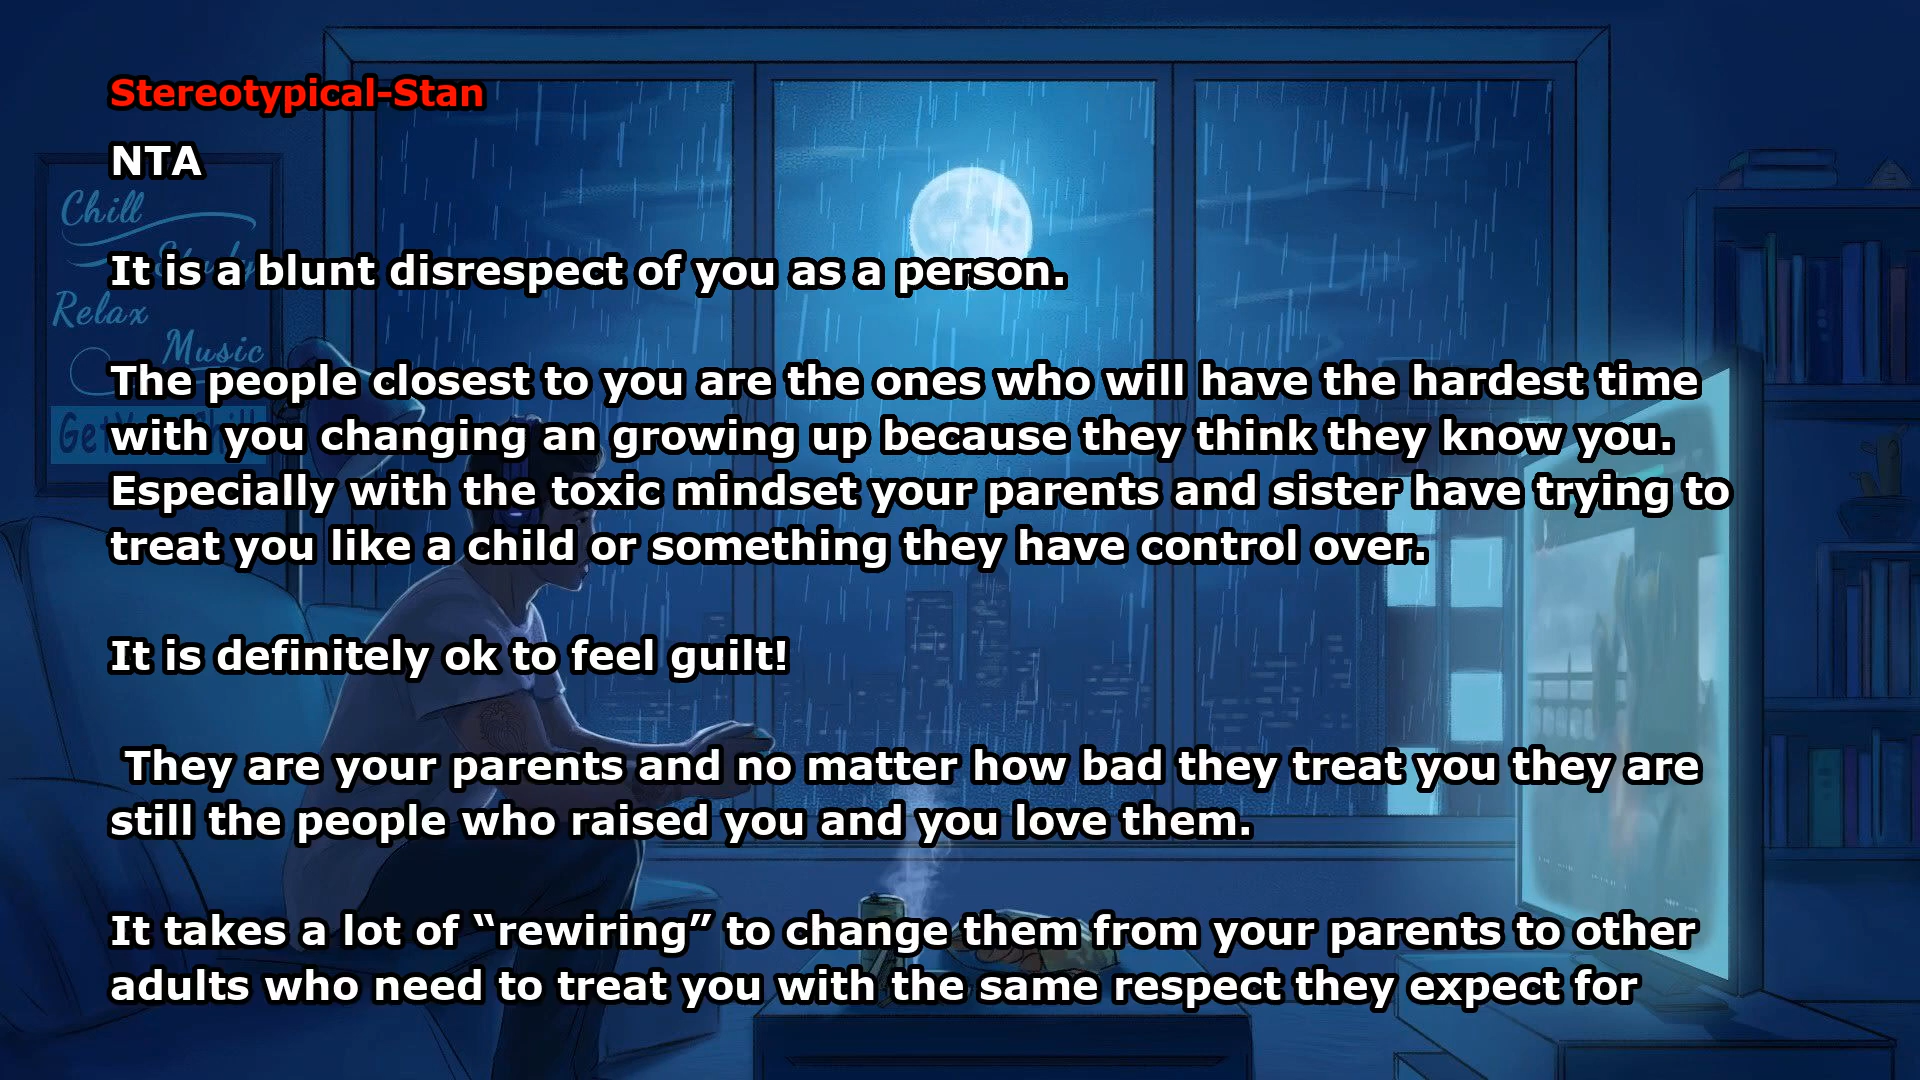 Stereotypical-Stan
NTA
It is a blunt disrespect of you as a person.
The people closest to you are the ones who will have the hardest time
with you changing an growing up because they think they know you.
Especially with the toxic mindset your parents and sister have trying to
treat you like a child or something they have control over.
It is definitely ok to feel guilt!
They are your parents and no matter how bad they treat you they are
still the people who raised you and you love them.
It takes a lot of “rewiring” to change them from your parents to other
adults who need to treat you with the same respect they expect for
Chill
Study
Relax
Music